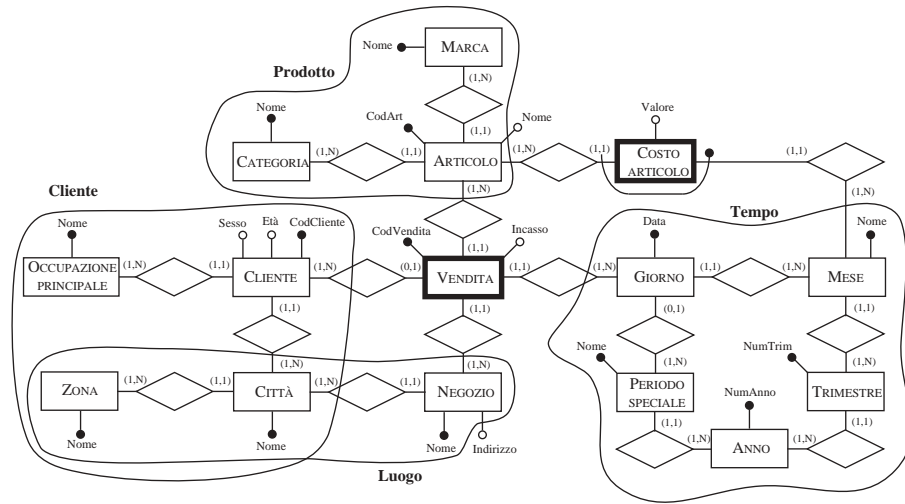 Nome
MARCA
Prodotto
(1,N)
Nome
CodArt
(1,1)
Nome
Valore
CATEGORIA
(1,N)
(1,1)
ARTICOLO
(1,N)
(1,1)
COSTO
ARTICOLO
(1,1)
(1,N)
(1,N)
Cliente
Tempo
Nome
Sesso
Età
CodCliente
CodVendita
(1,1)
Incasso
Data
Nome
OCCUPAZIONE
PRINCIPALE
(1,N)
(1,1)
CLIENTE
(1,N)
(0,1)
VENDITA
(1,1)
(1,N)
GIORNO
(1,1)
(1,N)
MESE
(1,1)
(1,1)
(0,1)
(1,1)
Nome
NumTrim
(1,N)
(1,N)
(1,N)
(1,N)
ZONA
(1,N)
(1,1)
CITTÀ
(1,N)
(1,1)
NEGOZIO
PERIODO
SPECIALE
NumAnno
TRIMESTRE
Nome
Nome
Nome
Indirizzo
(1,1)
(1,N)
ANNO
(1,N)
(1,1)
Luogo